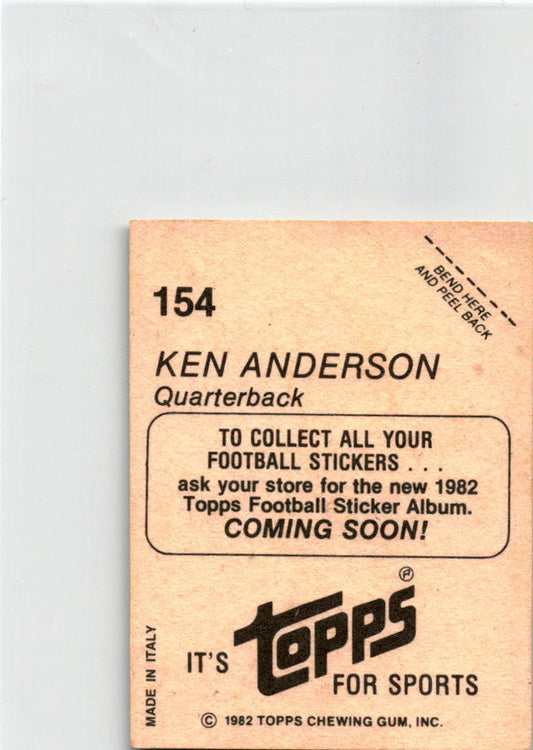 BEND HERE
AND PEEL BACK
154
KEN ANDERSON
Quarterback
TO COLLECT ALL YOUR
FOOTBALL STICKERS . . .
ask your store for the new 1982
Topps Football Sticker Album.
COMING SOON!
IT'S topps ®
FOR SPORTS
MADE IN ITALY
© 1982 TOPPS CHEWING GUM, INC.